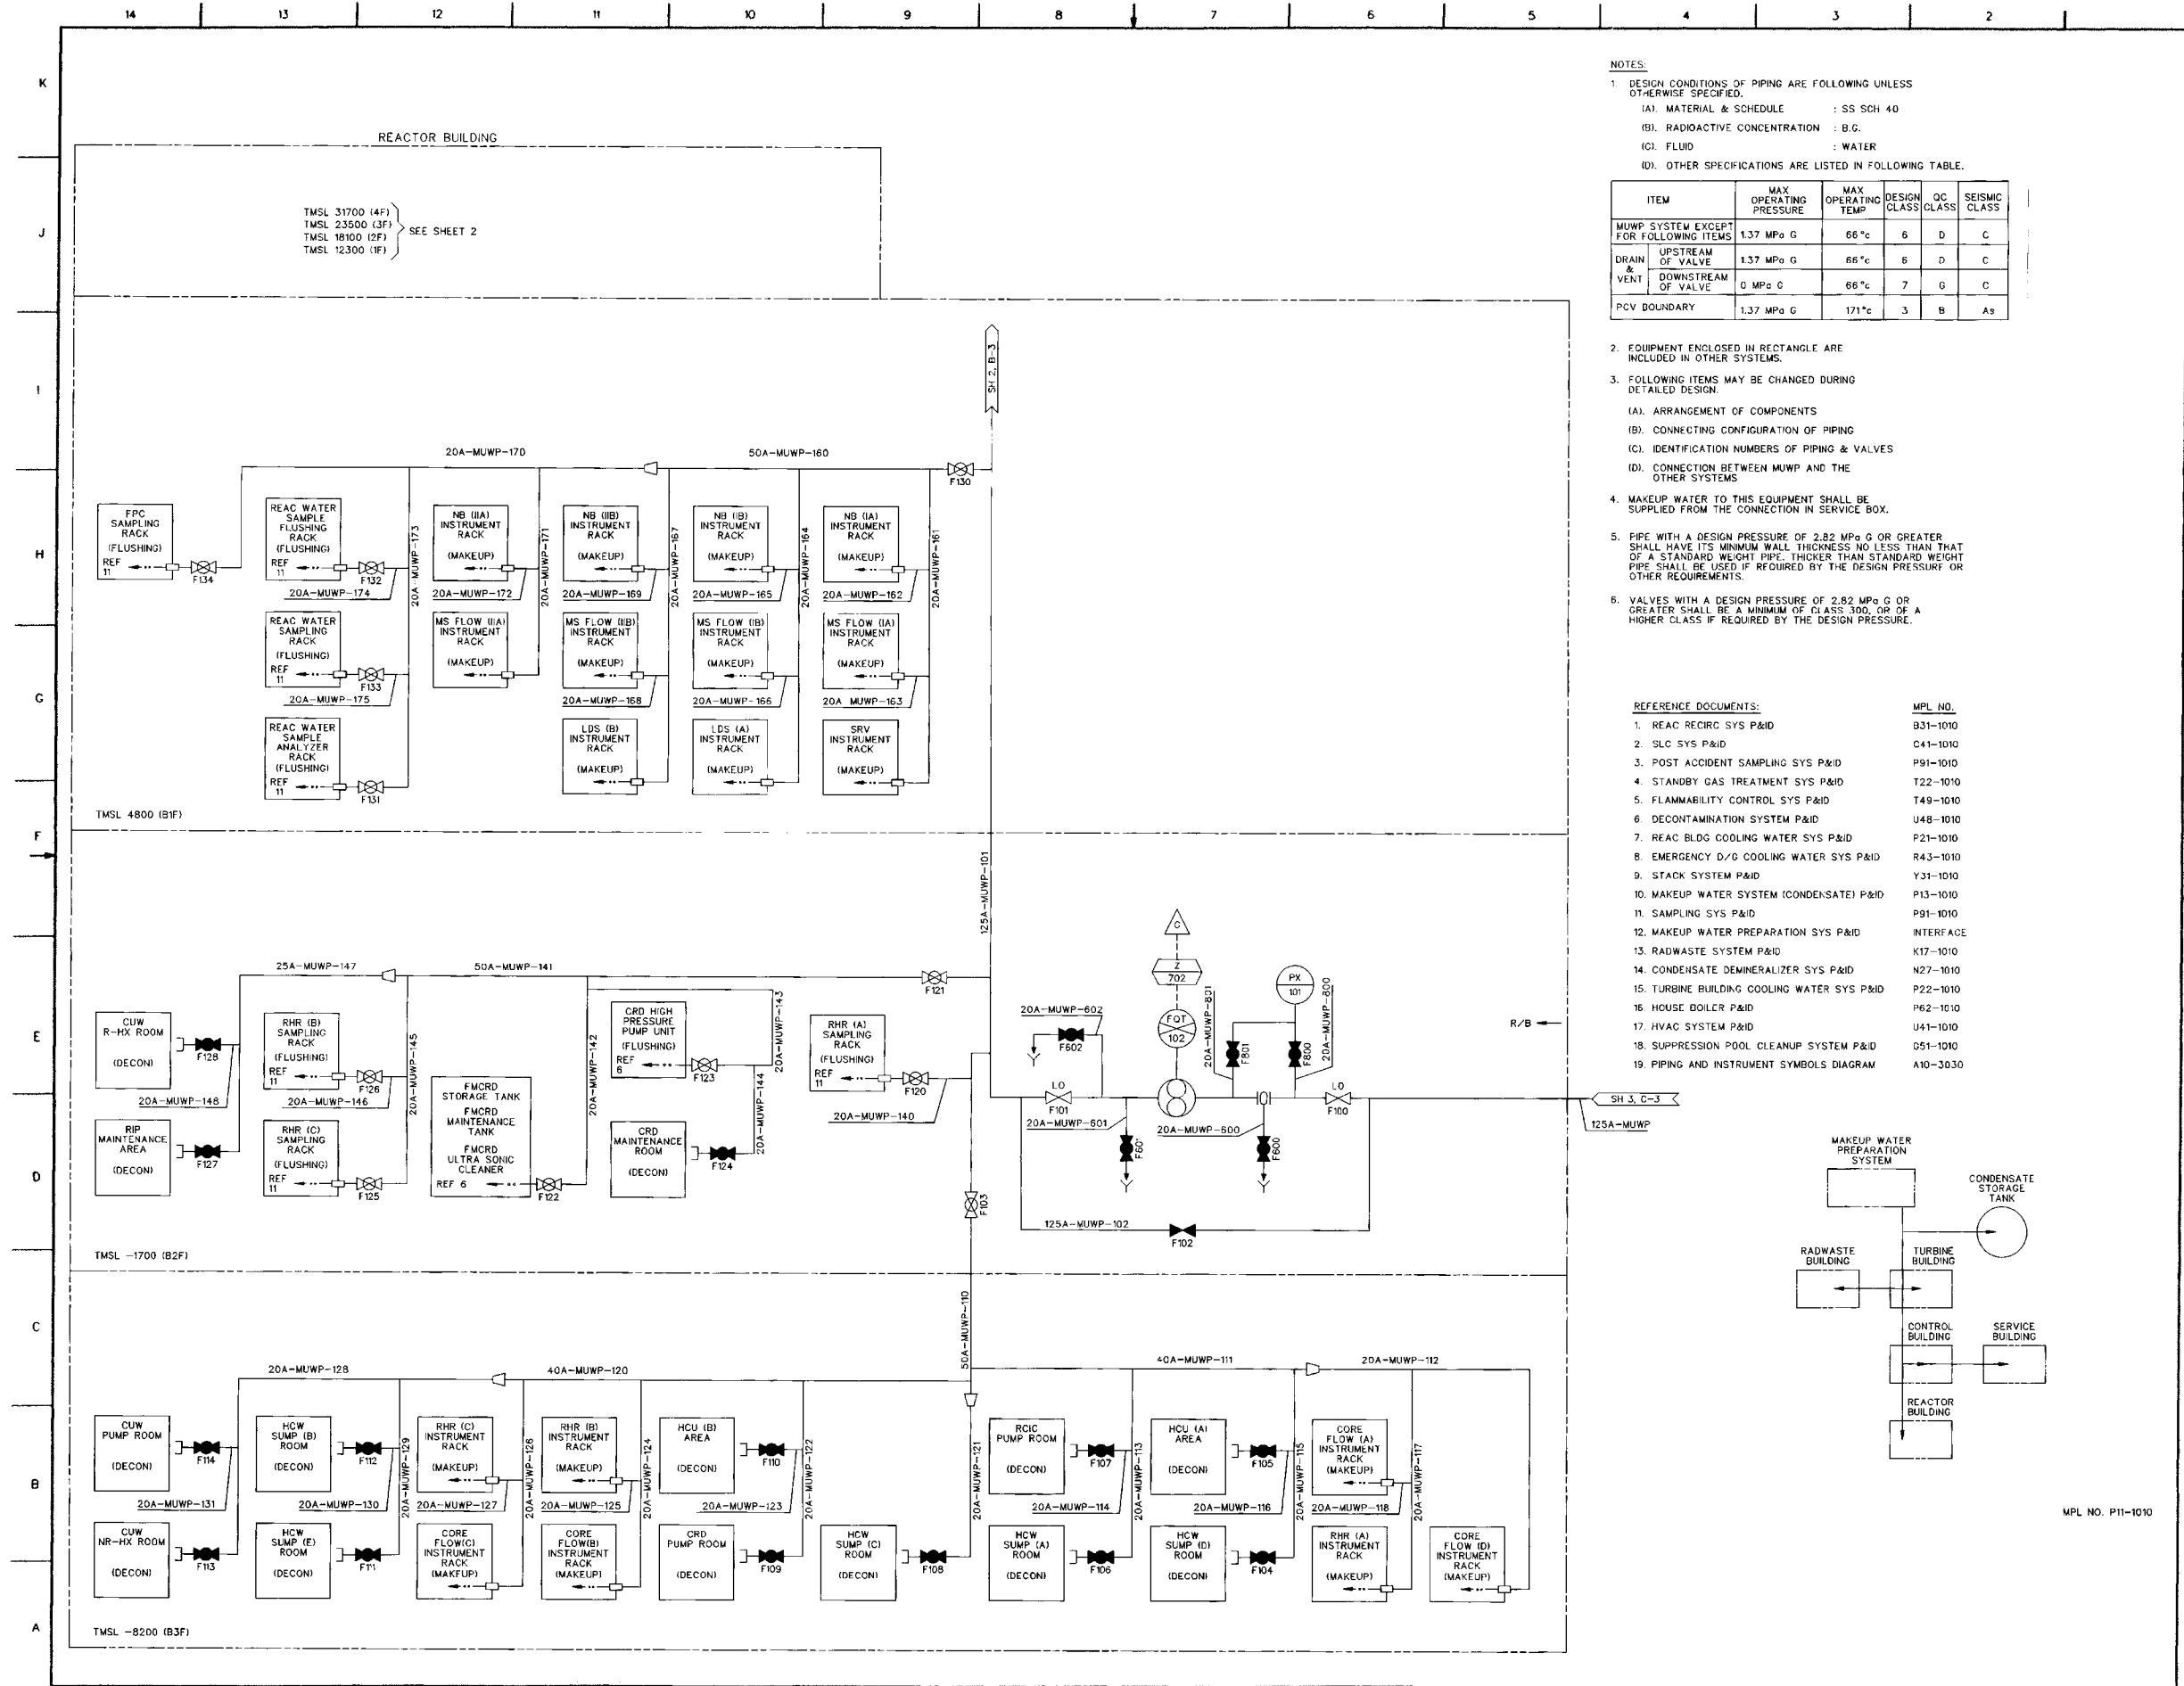 14 13 12 11 10 9 8 7 6 5 4 3 2
K
J
I
H
G
F
E
D
C
B
A
REACTOR BUILDING
TMSL 31700 (4F)
TMSL 23500 (3F)
TMSL 18100 (2F)
TMSL 12300 (1F)
SEE SHEET 2
SH 2, B-3
20A-MUWP-170
50A-MUWP-160
F130
FPC
SAMPLING
RACK
(FLUSHING)
REF
11
F134
REAC WATER
SAMPLE
FLUSHING
RACK
(FLUSHING)
REF
11
F132
20A-MUWP-174
20A-MUWP-173
NB (IIA)
INSTRUMENT
RACK
(MAKEUP)
20A-MUWP-172
20A-MUWP-171
NB (IIB)
INSTRUMENT
RACK
(MAKEUP)
20A-MUWP-169
20A-MUWP-167
NB (IB)
INSTRUMENT
RACK
(MAKEUP)
20A-MUWP-165
20A-MUWP-164
NB (IA)
INSTRUMENT
RACK
(MAKEUP)
20A-MUWP-162
20A-MUWP-161
REAC WATER
SAMPLING
RACK
(FLUSHING)
REF
11
F133
20A-MUWP-175
MS FLOW (IIA)
INSTRUMENT
RACK
(MAKEUP)
MS FLOW (IIB)
INSTRUMENT
RACK
(MAKEUP)
20A-MUWP-168
MS FLOW (IB)
INSTRUMENT
RACK
(MAKEUP)
20A-MUWP-166
MS FLOW (IA)
INSTRUMENT
RACK
(MAKEUP)
20A MUWP-163
REAC WATER
SAMPLE
ANALYZER
RACK
(FLUSHING)
REF
11
F131
LDS (B)
INSTRUMENT
RACK
(MAKEUP)
LDS (A)
INSTRUMENT
RACK
(MAKEUP)
SRV
INSTRUMENT
RACK
(MAKEUP)
TMSL 4800 (B1F)
125A-MUWP-101
25A-MUWP-147
50A-MUWP-141
F121
CUW
R-HX ROOM
(DECON)
F128
20A-MUWP-148
RIP
MAINTENANCE
AREA
(DECON)
F127
RHR (B)
SAMPLING
RACK
(FLUSHING)
REF
11
F126
20A-MUWP-146
20A-MUWP-145
RHR (C)
SAMPLING
RACK
(FLUSHING)
REF
11
F125
FMCRD
STORAGE TANK
FMCRD
MAINTENANCE
TANK
FMCRD
ULTRA SONIC
CLEANER
REF 6
F122
20A-MUWP-142
CRD HIGH
PRESSURE
PUMP UNIT
(FLUSHING)
REF
6
F123
20A-MUWP-143
20A-MUWP-144
CRD
MAINTENANCE
ROOM
(DECON)
F124
RHR (A)
SAMPLING
RACK
(FLUSHING)
REF
11
F120
20A-MUWP-140
F103
20A-MUWP-602
F602
LO
F101
20A-MUWP-601
F601
C
Z
702
FQT
102
PX
101
20A-MUWP-801
20A-MUWP-800
F801
F800
20A-MUWP-600
F600
LO
F100
125A-MUWP-102
F102
R/B
SH 3, C-3
125A-MUWP
TMSL -1700 (B2F)
50A-MUWP-110
20A-MUWP-128
40A-MUWP-120
40A-MUWP-111
20A-MUWP-112
CUW
PUMP ROOM
(DECON)
F114
20A-MUWP-131
HCW
SUMP (B)
ROOM
(DECON)
F112
20A-MUWP-130
20A-MUWP-129
RHR (C)
INSTRUMENT
RACK
(MAKEUP)
20A-MUWP-127
20A-MUWP-126
RHR (B)
INSTRUMENT
RACK
(MAKEUP)
20A-MUWP-125
20A-MUWP-124
HCU (B)
AREA
(DECON)
F110
20A-MUWP-123
20A-MUWP-122
20A-MUWP-121
RCIC
PUMP ROOM
(DECON)
F107
20A-MUWP-114
20A-MUWP-113
HCU (A)
AREA
(DECON)
F105
20A-MUWP-116
20A-MUWP-115
CORE
FLOW (A)
INSTRUMENT
RACK
(MAKEUP)
20A-MUWP-118
20A-MUWP-117
CUW
NR-HX ROOM
(DECON)
F113
HCW
SUMP (E)
ROOM
(DECON)
F111
CORE
FLOW(C)
INSTRUMENT
RACK
(MAKEUP)
CORE
FLOW(B)
INSTRUMENT
RACK
(MAKEUP)
CRD
PUMP ROOM
(DECON)
F109
HCW
SUMP (C)
ROOM
(DECON)
F108
HCW
SUMP (A)
ROOM
(DECON)
F106
HCW
SUMP (D)
ROOM
(DECON)
F104
RHR (A)
INSTRUMENT
RACK
(MAKEUP)
CORE
FLOW (D)
INSTRUMENT
RACK
(MAKEUP)
TMSL -8200 (B3F)
NOTES:
1. DESIGN CONDITIONS OF PIPING ARE FOLLOWING UNLESS
OTHERWISE SPECIFIED.
(A). MATERIAL & SCHEDULE : SS SCH 40
(B). RADIOACTIVE CONCENTRATION : B.G.
(C). FLUID : WATER
(D). OTHER SPECIFICATIONS ARE LISTED IN FOLLOWING TABLE.
ITEM
MAX
OPERATING
PRESSURE
MAX
OPERATING
TEMP
DESIGN
CLASS
QC
CLASS
SEISMIC
CLASS
MUWP SYSTEM EXCEPT
FOR FOLLOWING ITEMS 1.37 MPa G 66°c 6 D C
DRAIN
&
VENT
UPSTREAM
OF VALVE 1.37 MPa G 66°c 6 D C
DOWNSTREAM
OF VALVE 0 MPa G 66°c 7 G C
PCV BOUNDARY 1.37 MPa G 171°c 3 B As
2. EQUIPMENT ENCLOSED IN RECTANGLE ARE
INCLUDED IN OTHER SYSTEMS.
3. FOLLOWING ITEMS MAY BE CHANGED DURING
DETAILED DESIGN.
(A). ARRANGEMENT OF COMPONENTS
(B). CONNECTING CONFIGURATION OF PIPING
(C). IDENTIFICATION NUMBERS OF PIPING & VALVES
(D). CONNECTION BETWEEN MUWP AND THE
OTHER SYSTEMS
4. MAKEUP WATER TO THIS EQUIPMENT SHALL BE
SUPPLIED FROM THE CONNECTION IN SERVICE BOX.
5. PIPE WITH A DESIGN PRESSURE OF 2.82 MPa G OR GREATER
SHALL HAVE ITS MINIMUM WALL THICKNESS NO LESS THAN THAT
OF A STANDARD WEIGHT PIPE. THICKER THAN STANDARD WEIGHT
PIPE SHALL BE USED IF REQUIRED BY THE DESIGN PRESSURE OR
OTHER REQUIREMENTS.
6. VALVES WITH A DESIGN PRESSURE OF 2.82 MPa G OR
GREATER SHALL BE A MINIMUM OF CLASS 300, OR OF A
HIGHER CLASS IF REQUIRED BY THE DESIGN PRESSURE.
REFERENCE DOCUMENTS: MPL NO.
1. REAC RECIRC SYS P&ID B31-1010
2. SLC SYS P&ID C41-1010
3. POST ACCIDENT SAMPLING SYS P&ID P91-1010
4. STANDBY GAS TREATMENT SYS P&ID T22-1010
5. FLAMMABILITY CONTROL SYS P&ID T49-1010
6. DECONTAMINATION SYSTEM P&ID U48-1010
7. REAC BLDG COOLING WATER SYS P&ID P21-1010
8. EMERGENCY D/G COOLING WATER SYS P&ID R43-1010
9. STACK SYSTEM P&ID Y31-1010
10. MAKEUP WATER SYSTEM (CONDENSATE) P&ID P13-1010
11. SAMPLING SYS P&ID P91-1010
12. MAKEUP WATER PREPARATION SYS P&ID INTERFACE
13. RADWASTE SYSTEM P&ID K17-1010
14. CONDENSATE DEMINERALIZER SYS P&ID N27-1010
15. TURBINE BUILDING COOLING WATER SYS P&ID P22-1010
16. HOUSE BOILER P&ID P62-1010
17. HVAC SYSTEM P&ID U41-1010
18. SUPPRESSION POOL CLEANUP SYSTEM P&ID G51-1010
19. PIPING AND INSTRUMENT SYMBOLS DIAGRAM A10-3030
MAKEUP WATER
PREPARATION
SYSTEM
CONDENSATE
STORAGE
TANK
RADWASTE
BUILDING
TURBINE
BUILDING
CONTROL
BUILDING
SERVICE
BUILDING
REACTOR
BUILDING
MPL NO. P11-1010